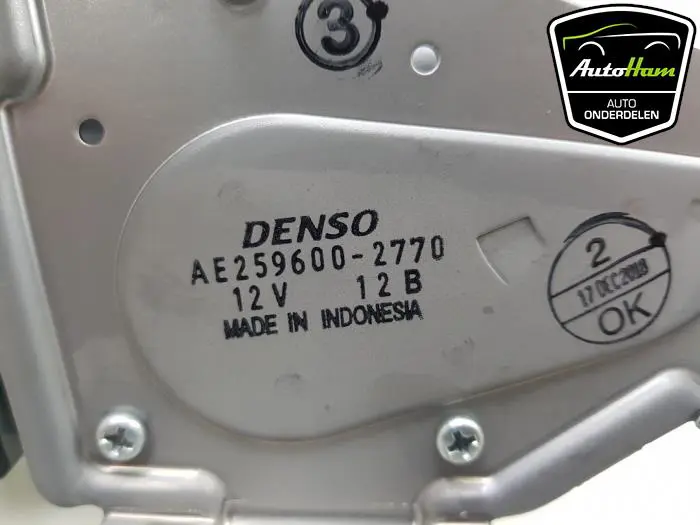 3
AutoHam
AUTO
ONDERDELEN
DENSO
AE259600-2770
12V 12B
MADE IN INDONESIA
2
17 DEC 2018
OK